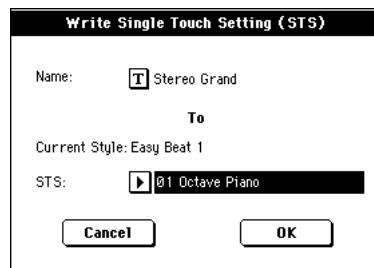 Write Single Touch Setting (STS)
Name: T Stereo Grand
To
Current Style: Easy Beat 1
STS: 01 Octave Piano
Cancel OK